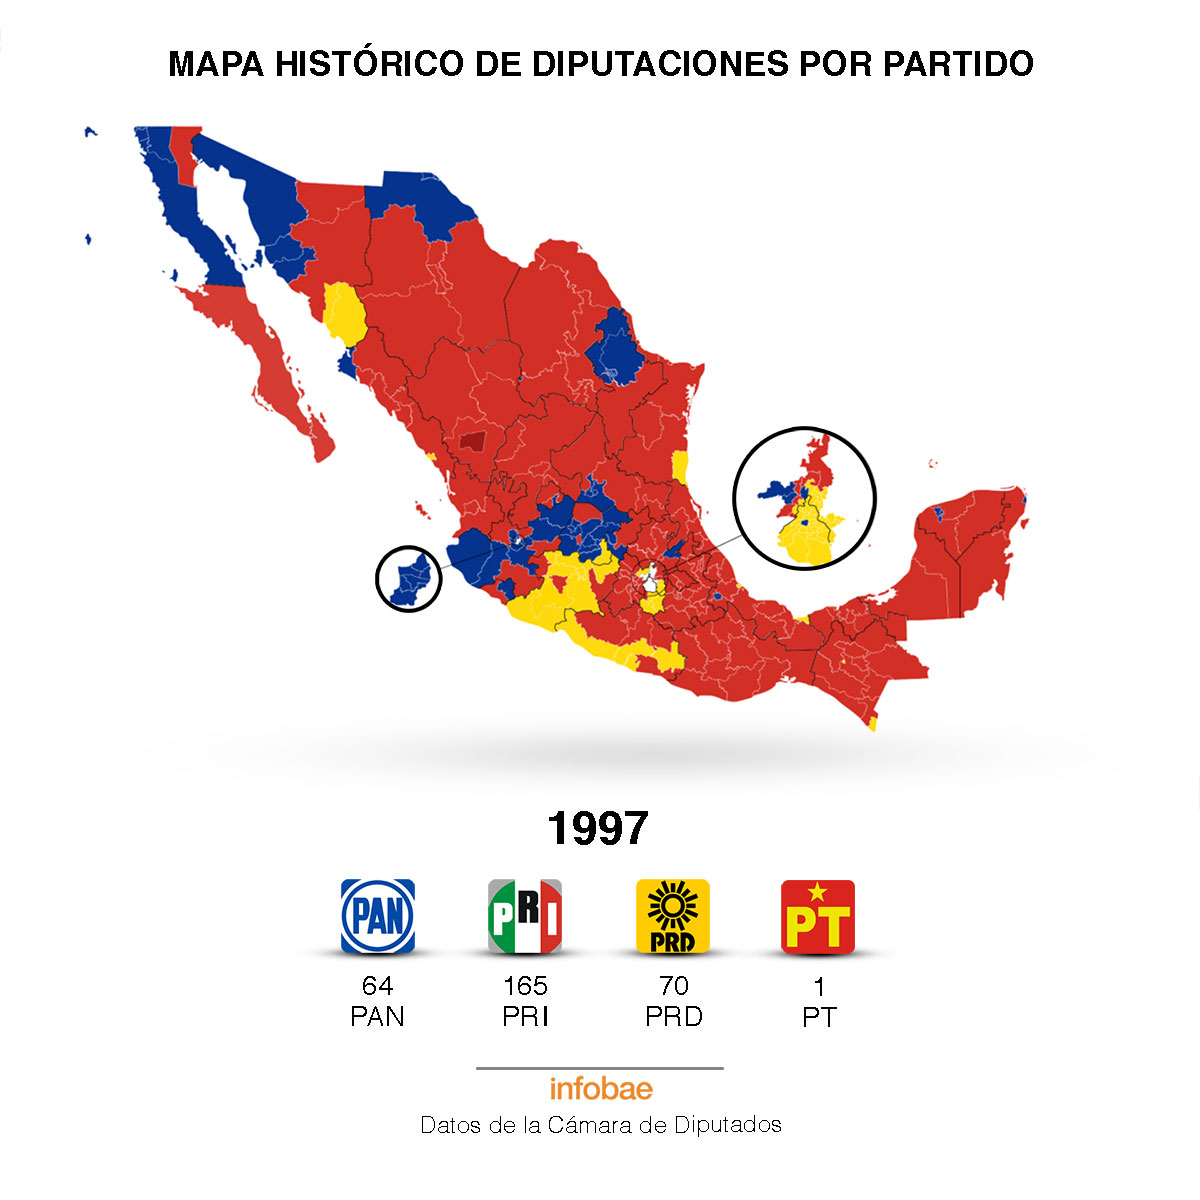 MAPA HISTÓRICO DE DIPUTACIONES POR PARTIDO
1997
PAN
PRI
PRD
PT
64
PAN
165
PRI
70
PRD
1
PT
infobae
Datos de la Cámara de Diputados